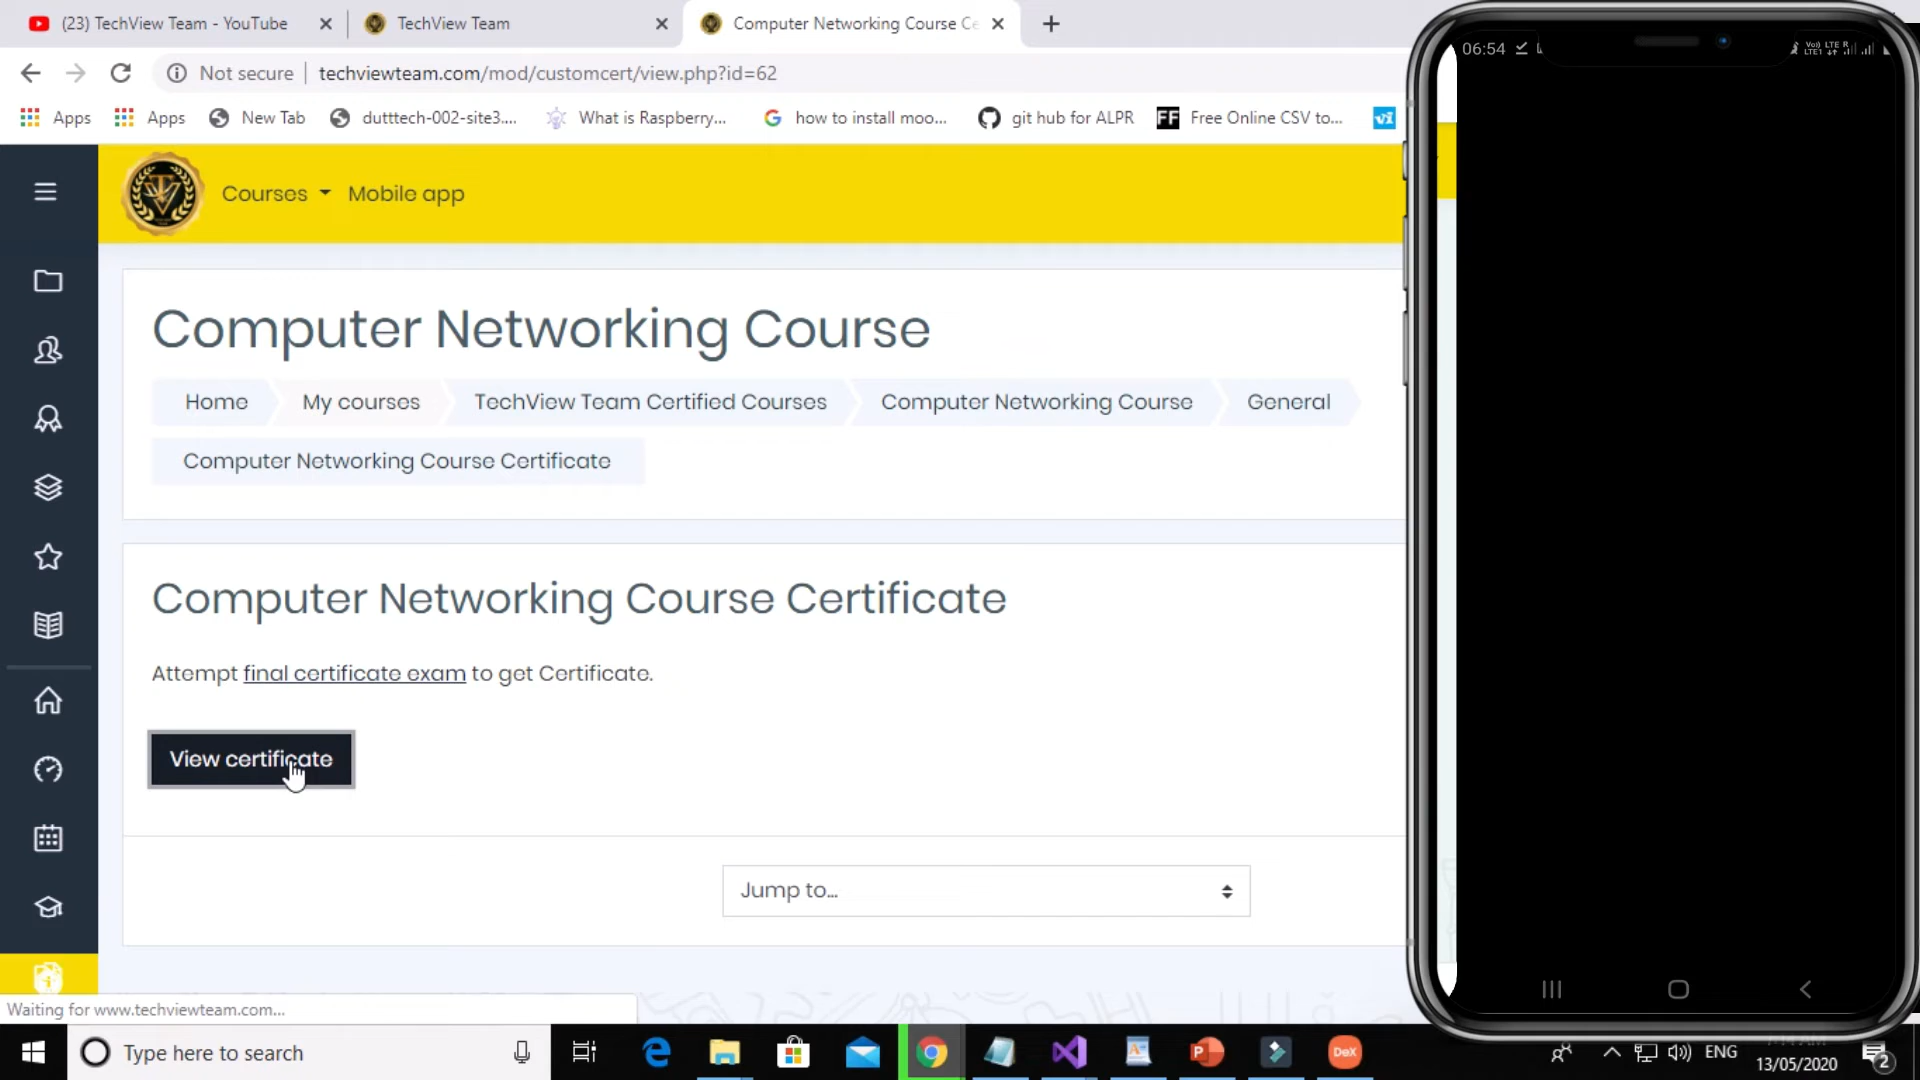 (23) TechView Team - YouTube
TechView Team
Computer Networking Course Ce
Not secure
techviewteam.com/mod/customcert/view.php?id=62
Apps
Apps
New Tab
dutttech-002-site3....
What is Raspberry...
how to install moo...
git hub for ALPR
FF
Free Online CSV to...
vi
06:54
Courses
Mobile app
Computer Networking Course
Home
My courses
TechView Team Certified Courses
Computer Networking Course
General
Computer Networking Course Certificate
Computer Networking Course Certificate
Attempt final certificate exam to get Certificate.
View certificate
Jump to...
Waiting for www.techviewteam.com...
Type here to search
DeX
ENG
13/05/2020
2